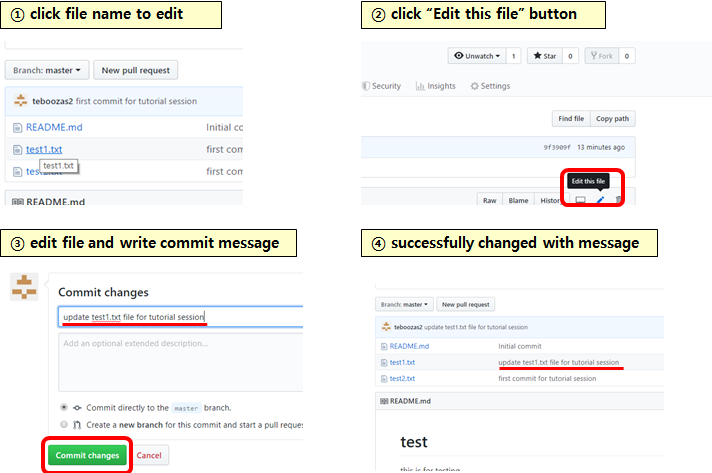 ① click file name to edit
Branch: master
New pull request
teboozas2 first commit for tutorial session
README.md Initial com
test1.txt first com
test1.txt
first com
README.md
② click “Edit this file” button
Unwatch 1
Star 0
Fork 0
Security
Insights
Settings
Find file
Copy path
9f3909f 13 minutes ago
Edit this file
Raw
Blame
Histor
③ edit file and write commit message
Commit changes
update test1.txt file for tutorial session
Add an optional extended description...
Commit directly to the master branch.
Create a new branch for this commit and start a pull reque
Commit changes
Cancel
④ successfully changed with message
Branch: master
New pull request
teboozas2 update test1.txt file for tutorial session
README.md Initial commit
test1.txt update test1.txt file for tutorial session
test2.txt first commit for tutorial session
README.md
test
this is for testing